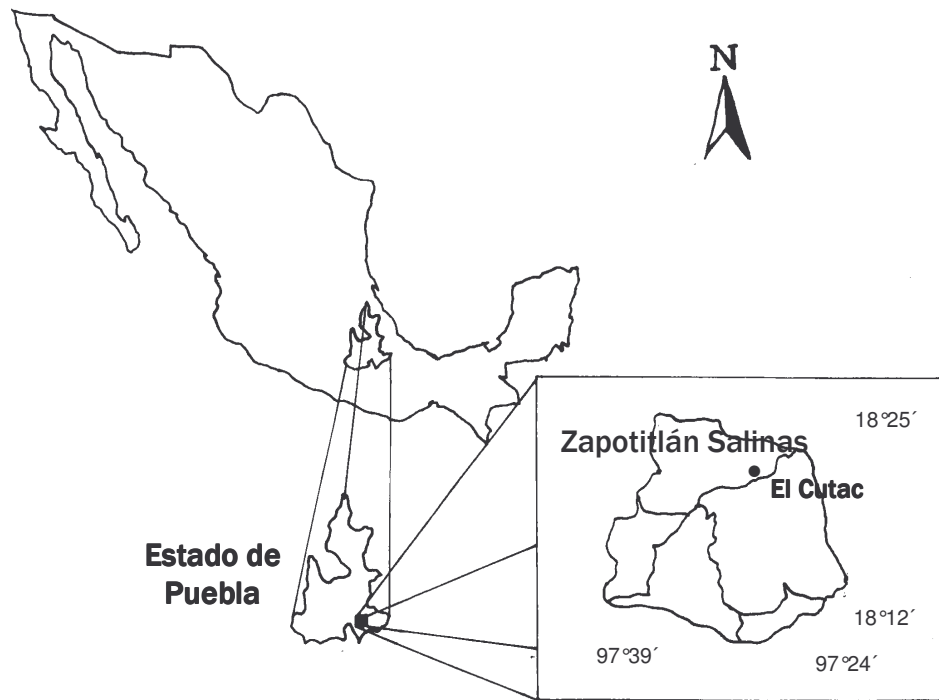 N
18°25´
Zapotitlán Salinas
El Cutac
Estado de
Puebla
18°12´
97°39´
97°24´